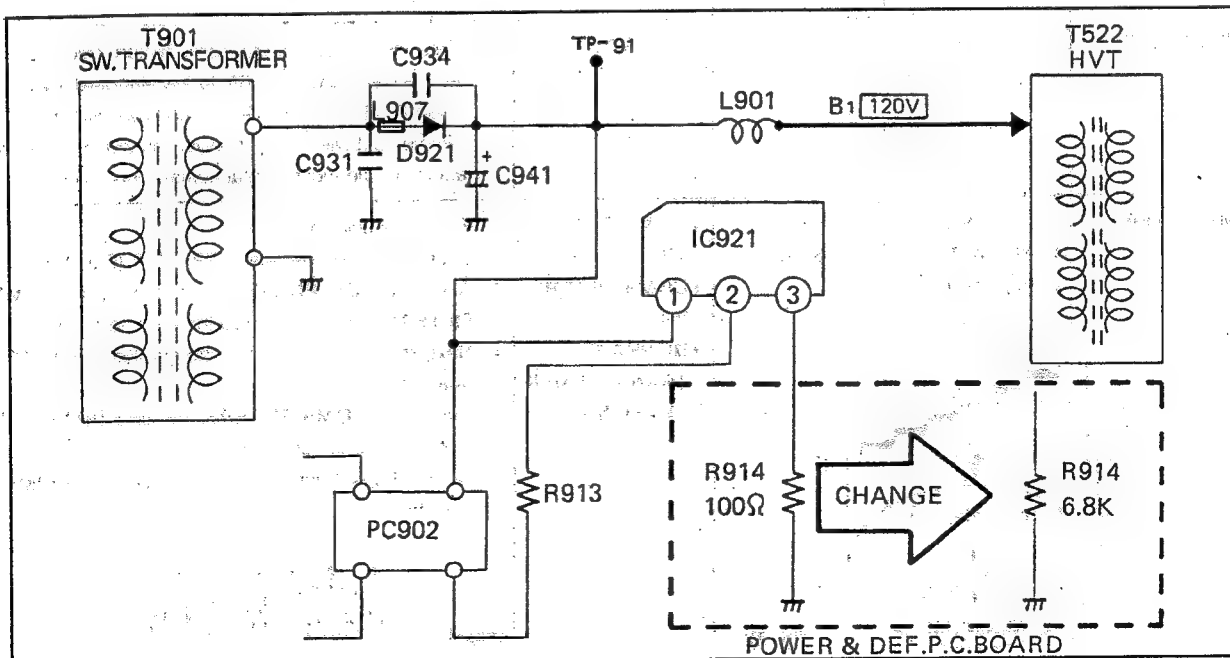 T901
SW.TRANSFORMER
C934
TP-91
T522
HVT
L907
L901
B1 120V
D921
C931
+
C941
IC921
1 2 3
R914
100Ω
CHANGE
R914
6.8K
R913
PC902
POWER & DEF.P.C.BOARD